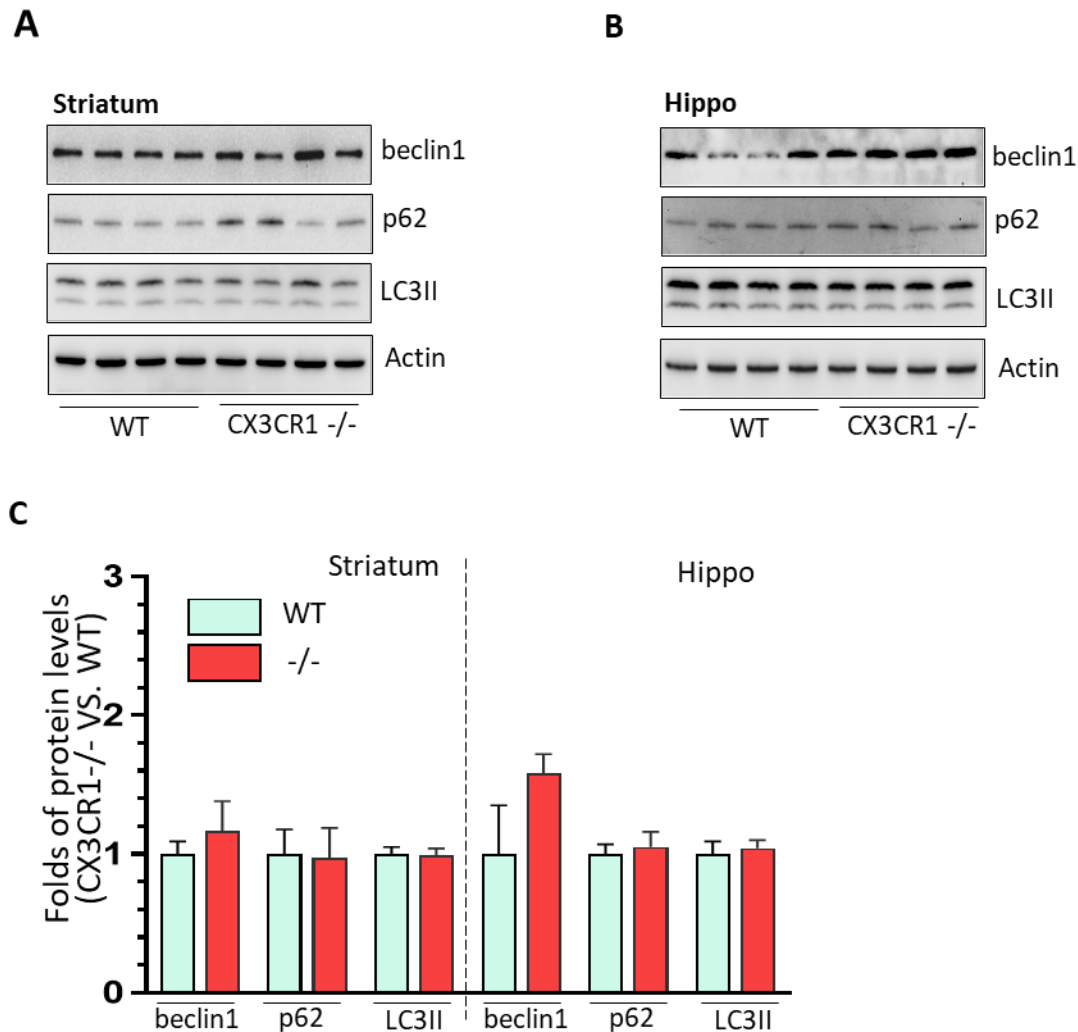 A
B
Striatum
beclin1
p62
LC3II
Actin
WT CX3CR1 -/-
Hippo
beclin1
p62
LC3II
Actin
WT CX3CR1 -/-
C
Folds of protein levels
(CX3CR1-/- VS. WT)
3
2
1
0
Striatum
Hippo
WT
-/-
beclin1 p62 LC3II beclin1 p62 LC3II